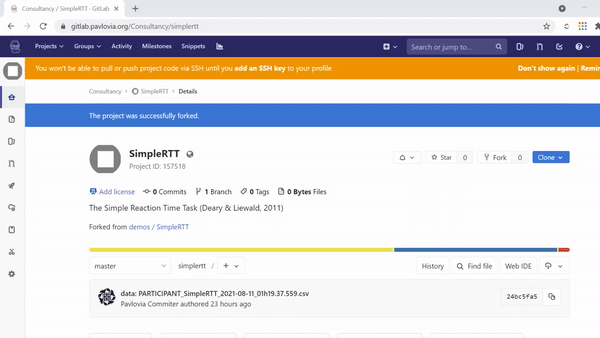 Consultancy / SimpleRTT · GitLab
gitlab.pavlovia.org/Consultancy/simplertt
Projects Groups Activity Milestones Snippets Search or jump to...
You won't be able to pull or push project code via SSH until you add an SSH key to your profile Don't show again | Remin
Consultancy > SimpleRTT > Details
The project was successfully forked.
SimpleRTT
Project ID: 157518
Star 0 Fork 0 Clone
Add license 0 Commits 1 Branch 0 Tags 0 Bytes Files
The Simple Reaction Time Task (Deary & Liewald, 2011)
Forked from demos / SimpleRTT
master simplertt / + History Find file Web IDE
data: PARTICIPANT_SimpleRTT_2021-08-11_01h19.37.559.csv
Pavlovia Commiter authored 23 hours ago
24bc5fa5